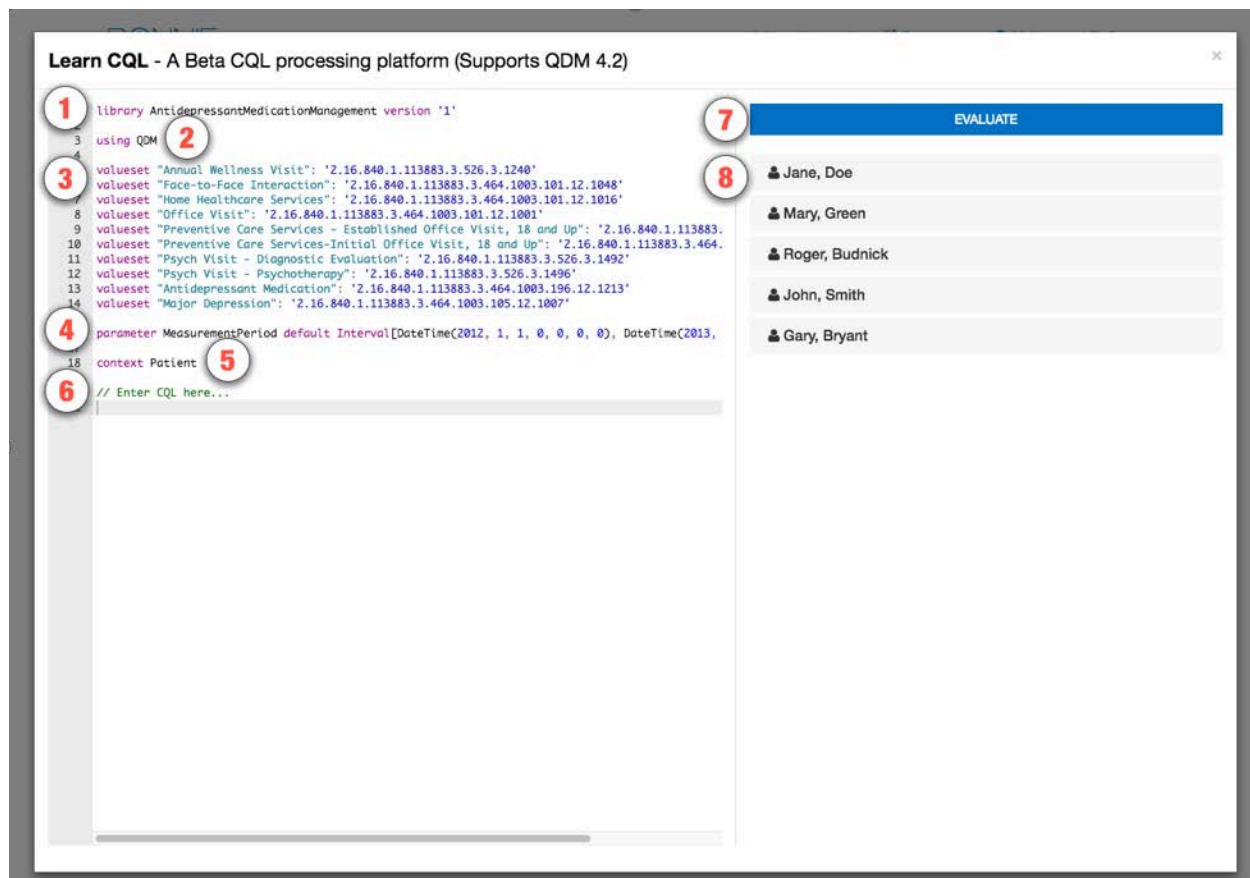 Learn CQL - A Beta CQL processing platform (Supports QDM 4.2)
×
1 library AntidepressantMedicationManagement version '1'
3 using QDM 2
3 valueset "Annual Wellness Visit": '2.16.840.1.113883.3.526.3.1240'
valueset "Face-to-Face Interaction": '2.16.840.1.113883.3.464.1003.101.12.1048'
7 valueset "Home Healthcare Services": '2.16.840.1.113883.3.464.1003.101.12.1016'
8 valueset "Office Visit": '2.16.840.1.113883.3.464.1003.101.12.1001'
9 valueset "Preventive Care Services - Established Office Visit, 18 and Up": '2.16.840.1.113883.
10 valueset "Preventive Care Services-Initial Office Visit, 18 and Up": '2.16.840.1.113883.3.464.
11 valueset "Psych Visit - Diagnostic Evaluation": '2.16.840.1.113883.3.526.3.1492'
12 valueset "Psych Visit - Psychotherapy": '2.16.840.1.113883.3.526.3.1496'
13 valueset "Antidepressant Medication": '2.16.840.1.113883.3.464.1003.196.12.1213'
14 valueset "Major Depression": '2.16.840.1.113883.3.464.1003.105.12.1007'
4 parameter MeasurementPeriod default Interval[DateTime(2012, 1, 1, 0, 0, 0, 0), DateTime(2013,
18 context Patient 5
6 // Enter CQL here...
7 EVALUATE
8 Jane, Doe
Mary, Green
Roger, Budnick
John, Smith
Gary, Bryant